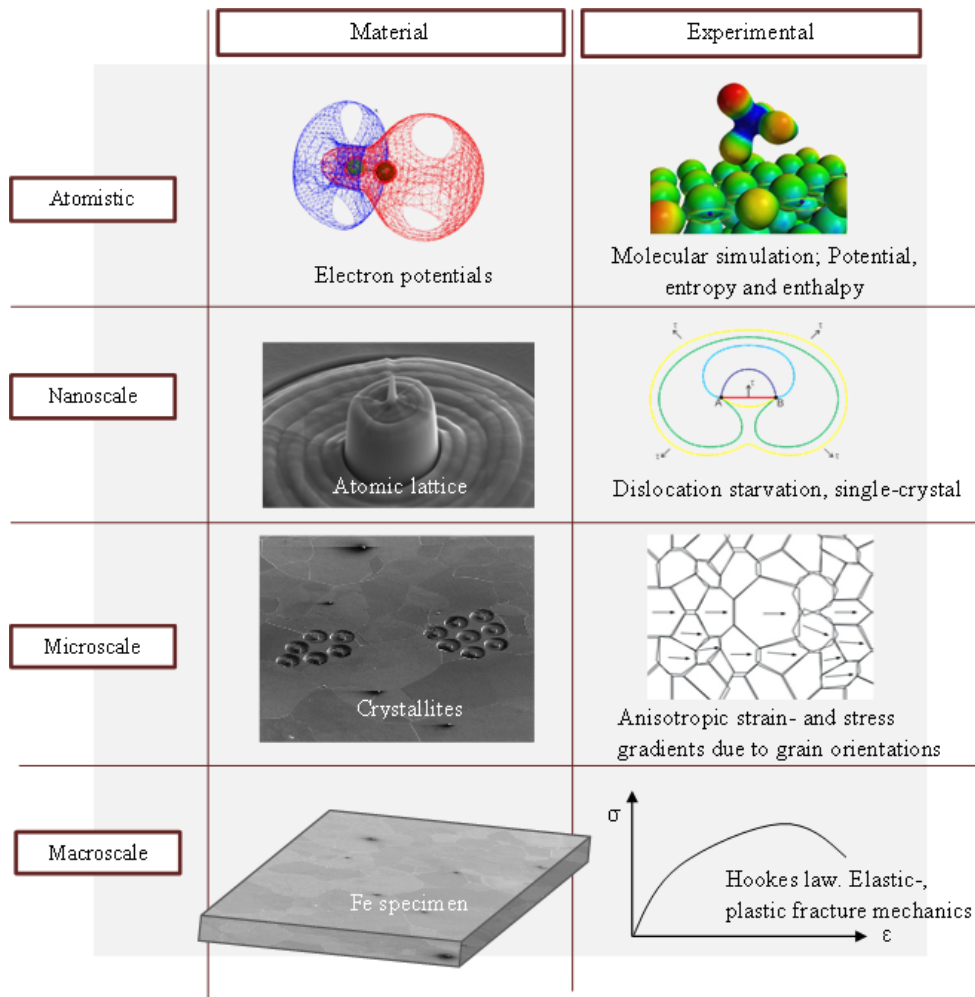 Material
Experimental
Atomistic
Electron potentials
Molecular simulation; Potential,
entropy and enthalpy
Nanoscale
Atomic lattice
τ
τ
τ
A
B
τ
τ
Dislocation starvation, single-crystal
Microscale
Crystallites
Anisotropic strain- and stress
gradients due to grain orientations
Macroscale
Fe specimen
σ
Hookes law. Elastic-,
plastic fracture mechanics
ε